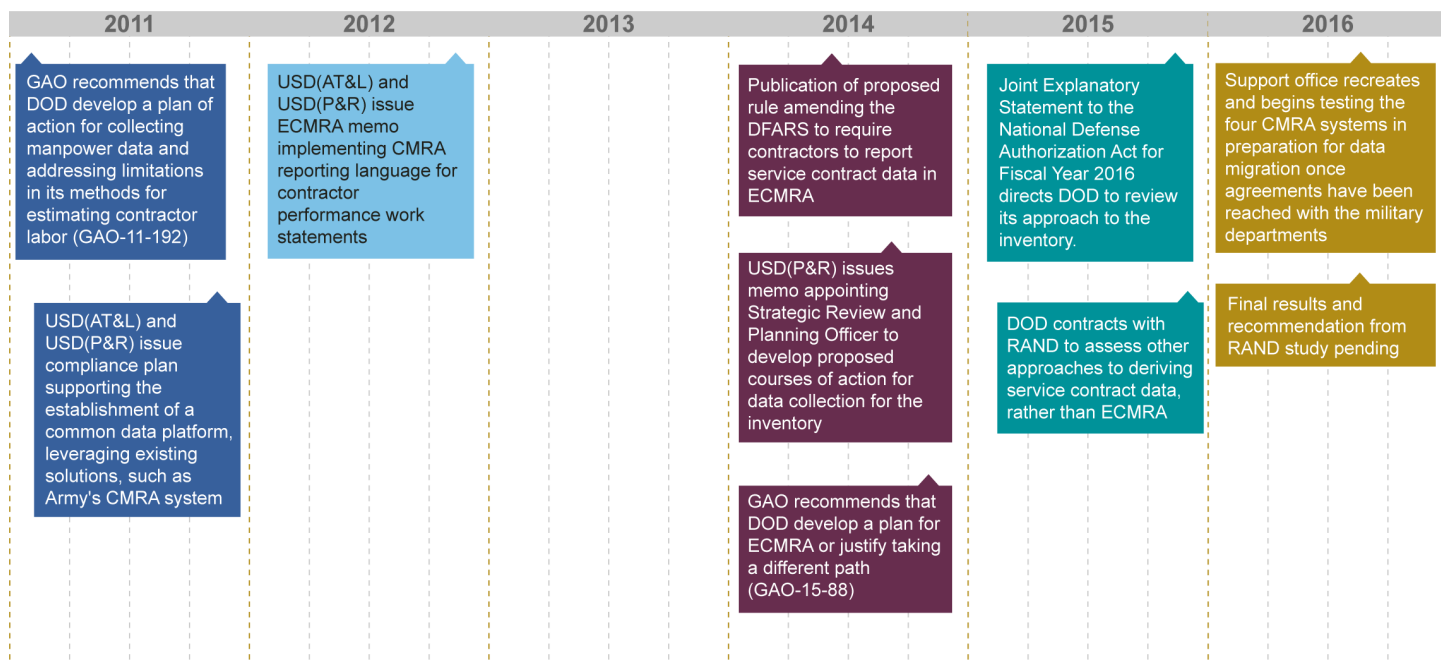 2011
2012
2013
2014
2015
2016
GAO recommends that
DOD develop a plan of
action for collecting
manpower data and
addressing limitations
in its methods for
estimating contractor
labor (GAO-11-192)
USD(AT&L) and
USD(P&R) issue
compliance plan
supporting the
establishment of a
common data platform,
leveraging existing
solutions, such as
Army's CMRA system
USD(AT&L) and
USD(P&R) issue
ECMRA memo
implementing CMRA
reporting language for
contractor
performance work
statements
Publication of proposed
rule amending the
DFARS to require
contractors to report
service contract data in
ECMRA
USD(P&R) issues
memo appointing
Strategic Review and
Planning Officer to
develop proposed
courses of action for
data collection for the
inventory
GAO recommends that
DOD develop a plan for
ECMRA or justify taking
a different path
(GAO-15-88)
Joint Explanatory
Statement to the
National Defense
Authorization Act for
Fiscal Year 2016
directs DOD to review
its approach to the
inventory.
DOD contracts with
RAND to assess other
approaches to deriving
service contract data,
rather than ECMRA
Support office recreates
and begins testing the
four CMRA systems in
preparation for data
migration once
agreements have been
reached with the military
departments
Final results and
recommendation from
RAND study pending